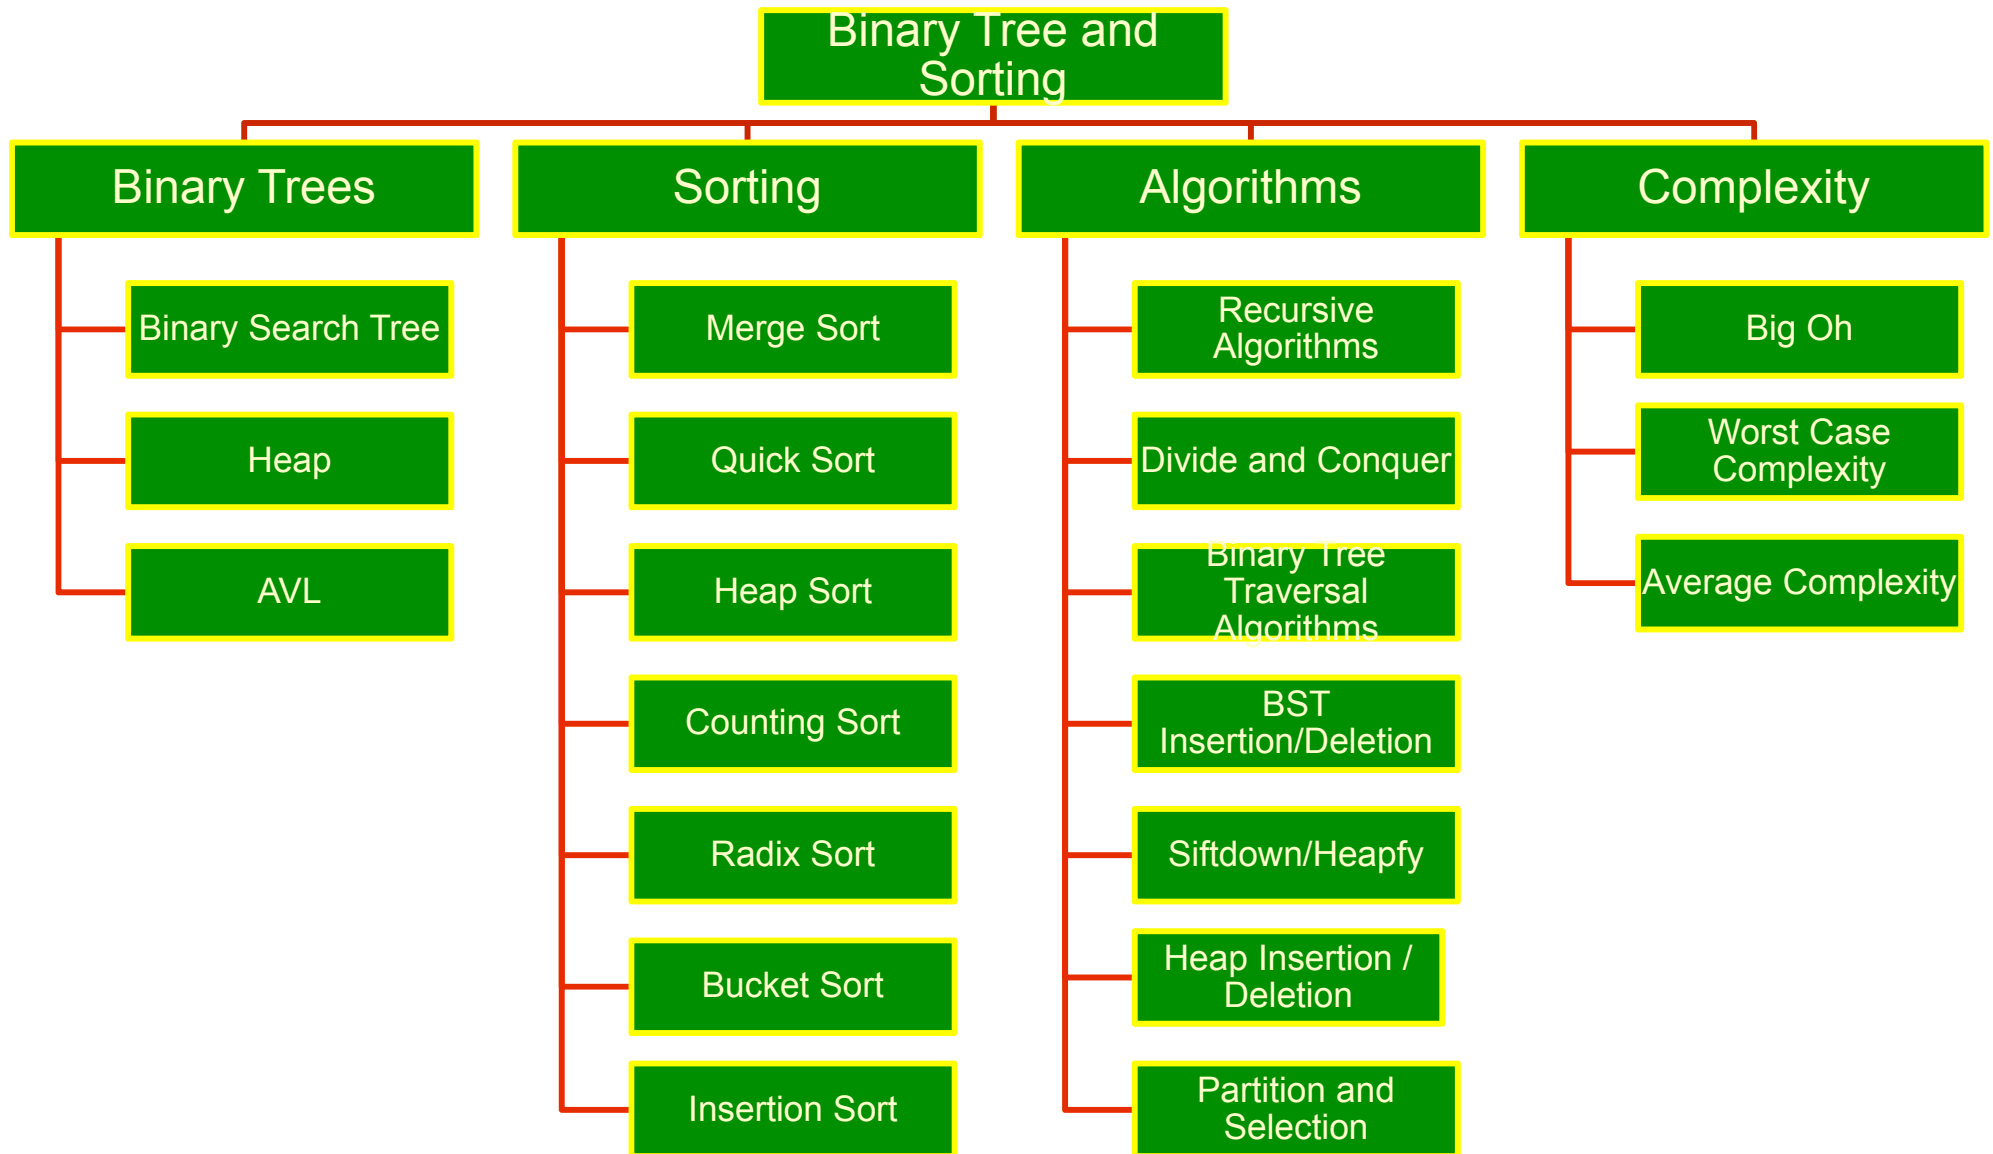 Binary Tree and
Sorting
Binary Trees
Binary Search Tree
Heap
AVL
Sorting
Merge Sort
Quick Sort
Heap Sort
Counting Sort
Radix Sort
Bucket Sort
Insertion Sort
Algorithms
Recursive
Algorithms
Divide and Conquer
Binary Tree
Traversal
Algorithms
BST
Insertion/Deletion
Siftdown/Heapfy
Heap Insertion /
Deletion
Partition and
Selection
Complexity
Big Oh
Worst Case
Complexity
Average Complexity